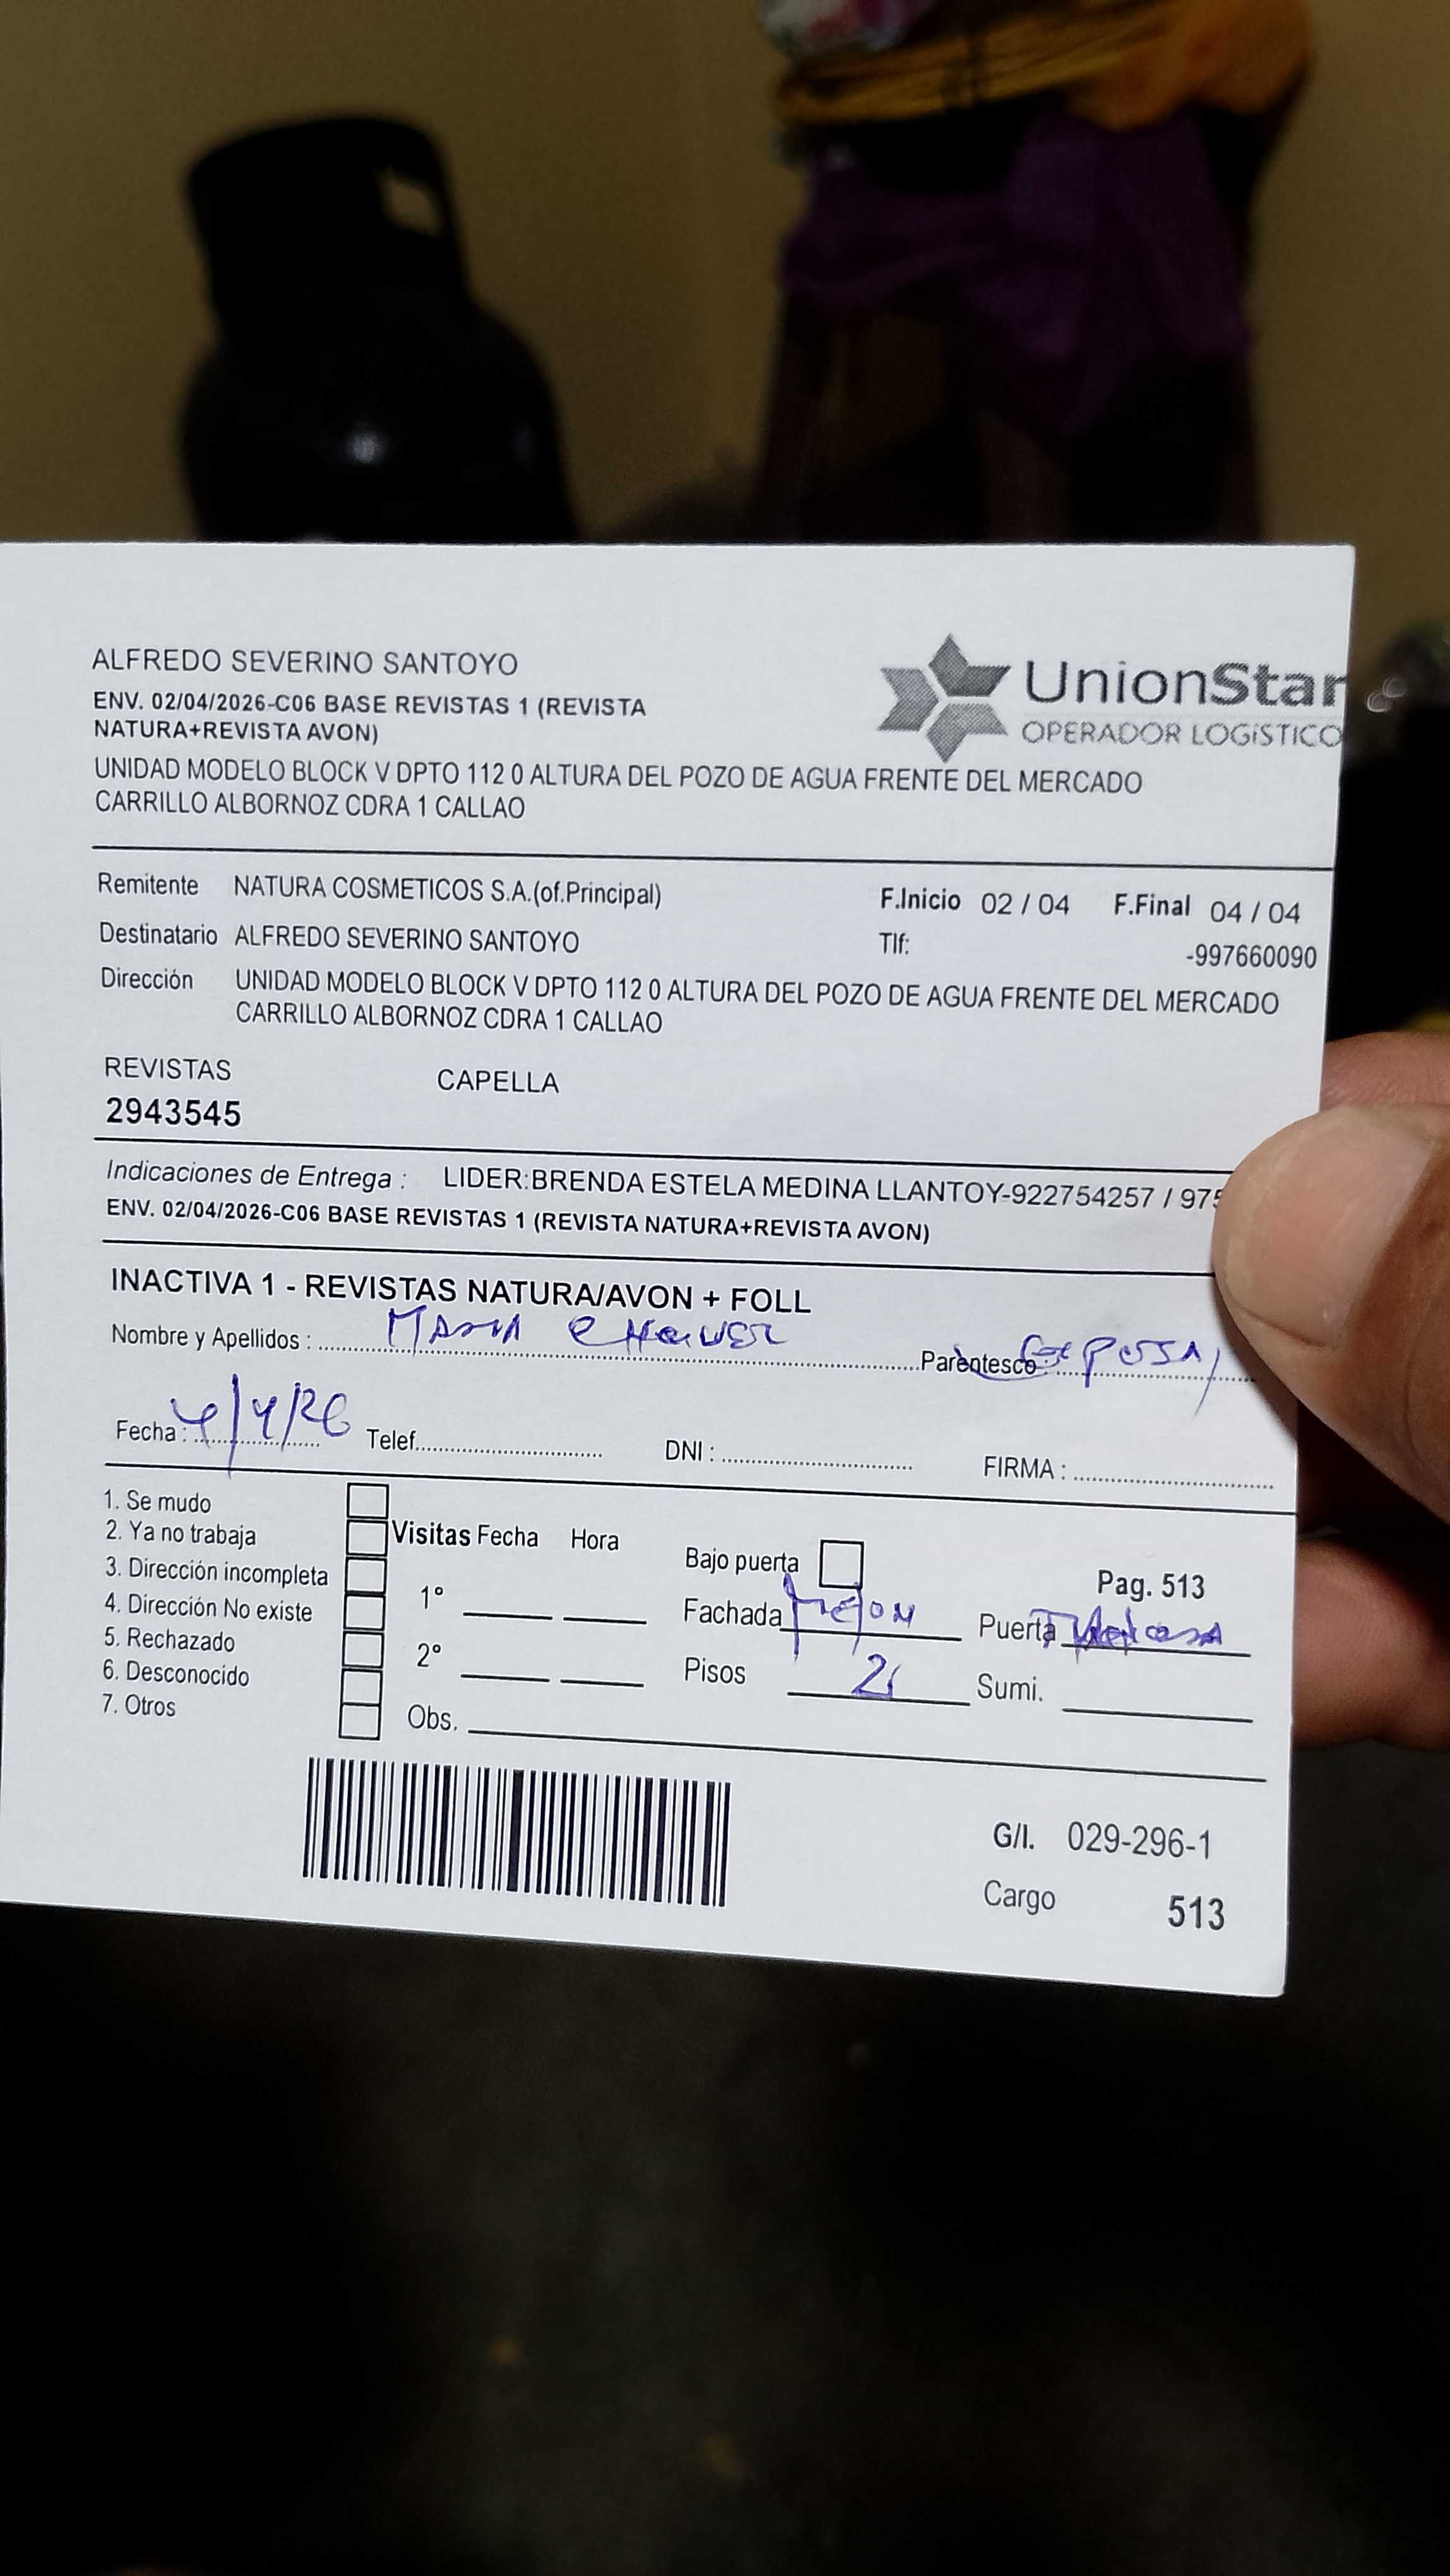 ALFREDO SEVERINO SANTOYO
ENV. 02/04/2026-C06 BASE REVISTAS 1 (REVISTA
NATURA+REVISTA AVON)
UnionStar
OPERADOR LOGíSTICO
UNIDAD MODELO BLOCK V DPTO 112 0 ALTURA DEL POZO DE AGUA FRENTE DEL MERCADO
CARRILLO ALBORNOZ CDRA 1 CALLAO
Remitente NATURA COSMETICOS S.A.(of.Principal) F.Inicio 02 / 04 F.Final 04 / 04
Destinatario ALFREDO SEVERINO SANTOYO Tlf: -997660090
Dirección UNIDAD MODELO BLOCK V DPTO 112 0 ALTURA DEL POZO DE AGUA FRENTE DEL MERCADO
CARRILLO ALBORNOZ CDRA 1 CALLAO
REVISTAS CAPELLA
2943545
Indicaciones de Entrega : LIDER:BRENDA ESTELA MEDINA LLANTOY-922754257 / 975
ENV. 02/04/2026-C06 BASE REVISTAS 1 (REVISTA NATURA+REVISTA AVON)
INACTIVA 1 - REVISTAS NATURA/AVON + FOLL
Nombre y Apellidos : Parentesco: Esposa
Fecha : 4/4/26 Telef. DNI : FIRMA :
1. Se mudo
2. Ya no trabaja Visitas Fecha Hora Bajo puerta
3. Dirección incompleta 1° Pag. 513
4. Dirección No existe Fachada Puerta
5. Rechazado 2°
6. Desconocido Pisos 2 Sumi.
7. Otros Obs.
G/I. 029-296-1
Cargo 513